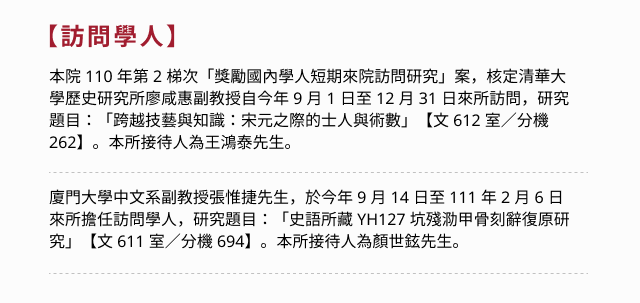 【訪問學人】
本院 110 年第 2 梯次「獎勵國內學人短期來院訪問研究」案，核定清華大
學歷史研究所廖咸惠副教授自今年 9 月 1 日至 12 月 31 日來所訪問，研究
題目：「跨越技藝與知識：宋元之際的士人與術數」【文 612 室／分機
262】。本所接待人為王鴻泰先生。
廈門大學中文系副教授張惟捷先生，於今年 9 月 14 日至 111 年 2 月 6 日
來所擔任訪問學人，研究題目：「史語所藏 YH127 坑殘泐甲骨刻辭復原研
究」【文 611 室／分機 694】。本所接待人為顏世鉉先生。